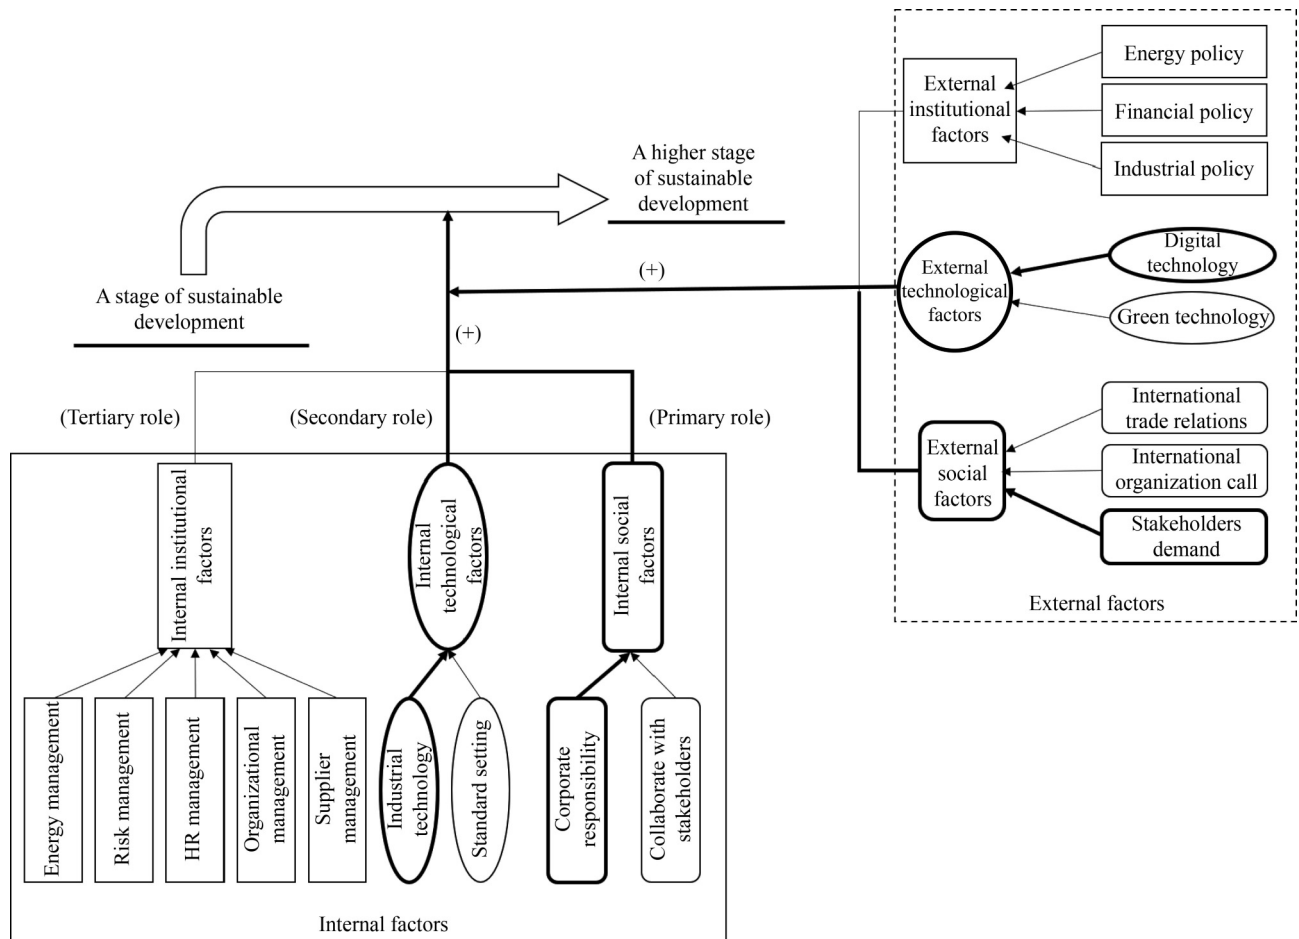 A higher stage
of sustainable
development
A stage of sustainable
development
(+)
(+)
(Tertiary role)
(Secondary role)
(Primary role)
External
institutional
factors
Energy policy
Financial policy
Industrial policy
External
technological
factors
Digital
technology
Green technology
External
social
factors
International
trade relations
International
organization call
Stakeholders
demand
External factors
Internal institutional
factors
Internal
technological
factors
Internal social
factors
Energy management
Risk management
HR management
Organizational
management
Supplier
management
Industrial
technology
Standard setting
Corporate
responsibility
Collaborate with
stakeholders
Internal factors